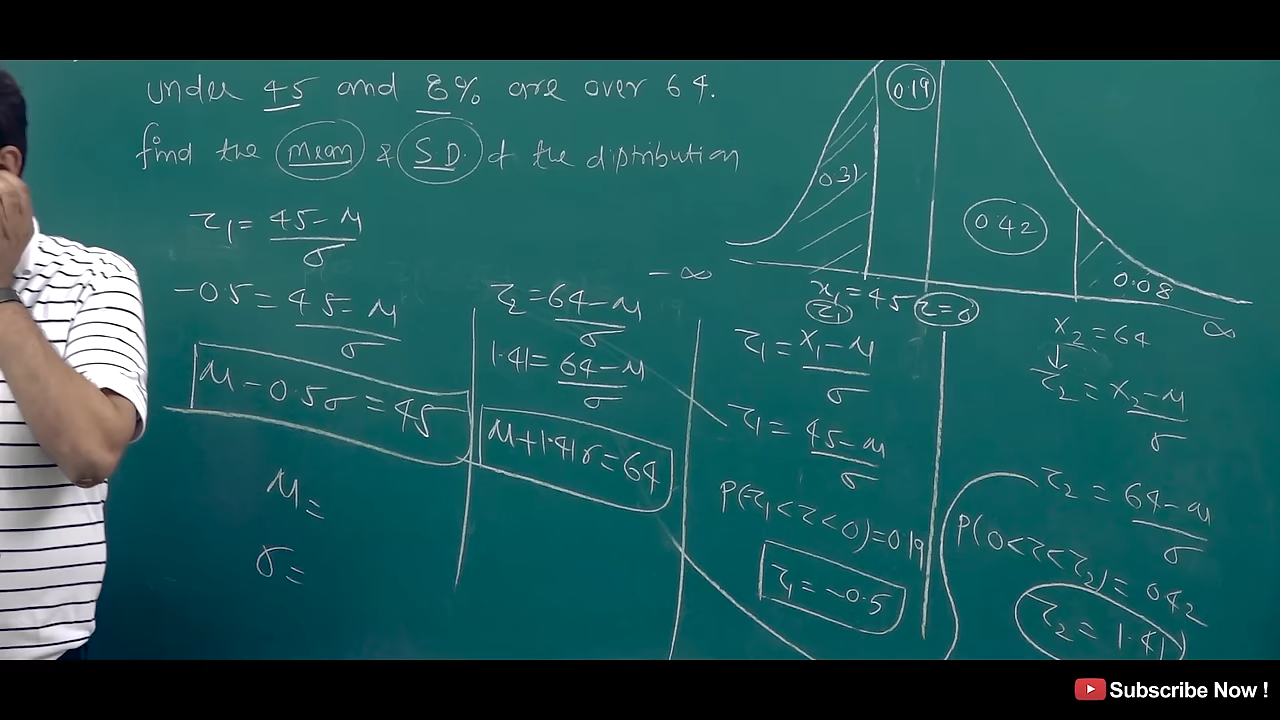 under 45 and 8% are over 64.
find the mean & S.D. of the distribution
z1 = 45-μ/σ
-0.5 = 45-μ/σ
μ - 0.5σ = 45
μ =
σ =
z2 = 64-μ/σ
1.41 = 64-μ/σ
μ+1.41σ = 64
0.31
0.19
0.42
0.08
-∞
x1 = 45
z1
z=0
∞
x2 = 64
z1 = x1-μ/σ
z1 = 45-μ/σ
P(z1<z<0)=0.19
z1 = -0.5
z2 = x2-μ/σ
z2 = 64-μ/σ
P(0<z<z2)=0.42
z2 = 1.41
Subscribe Now !